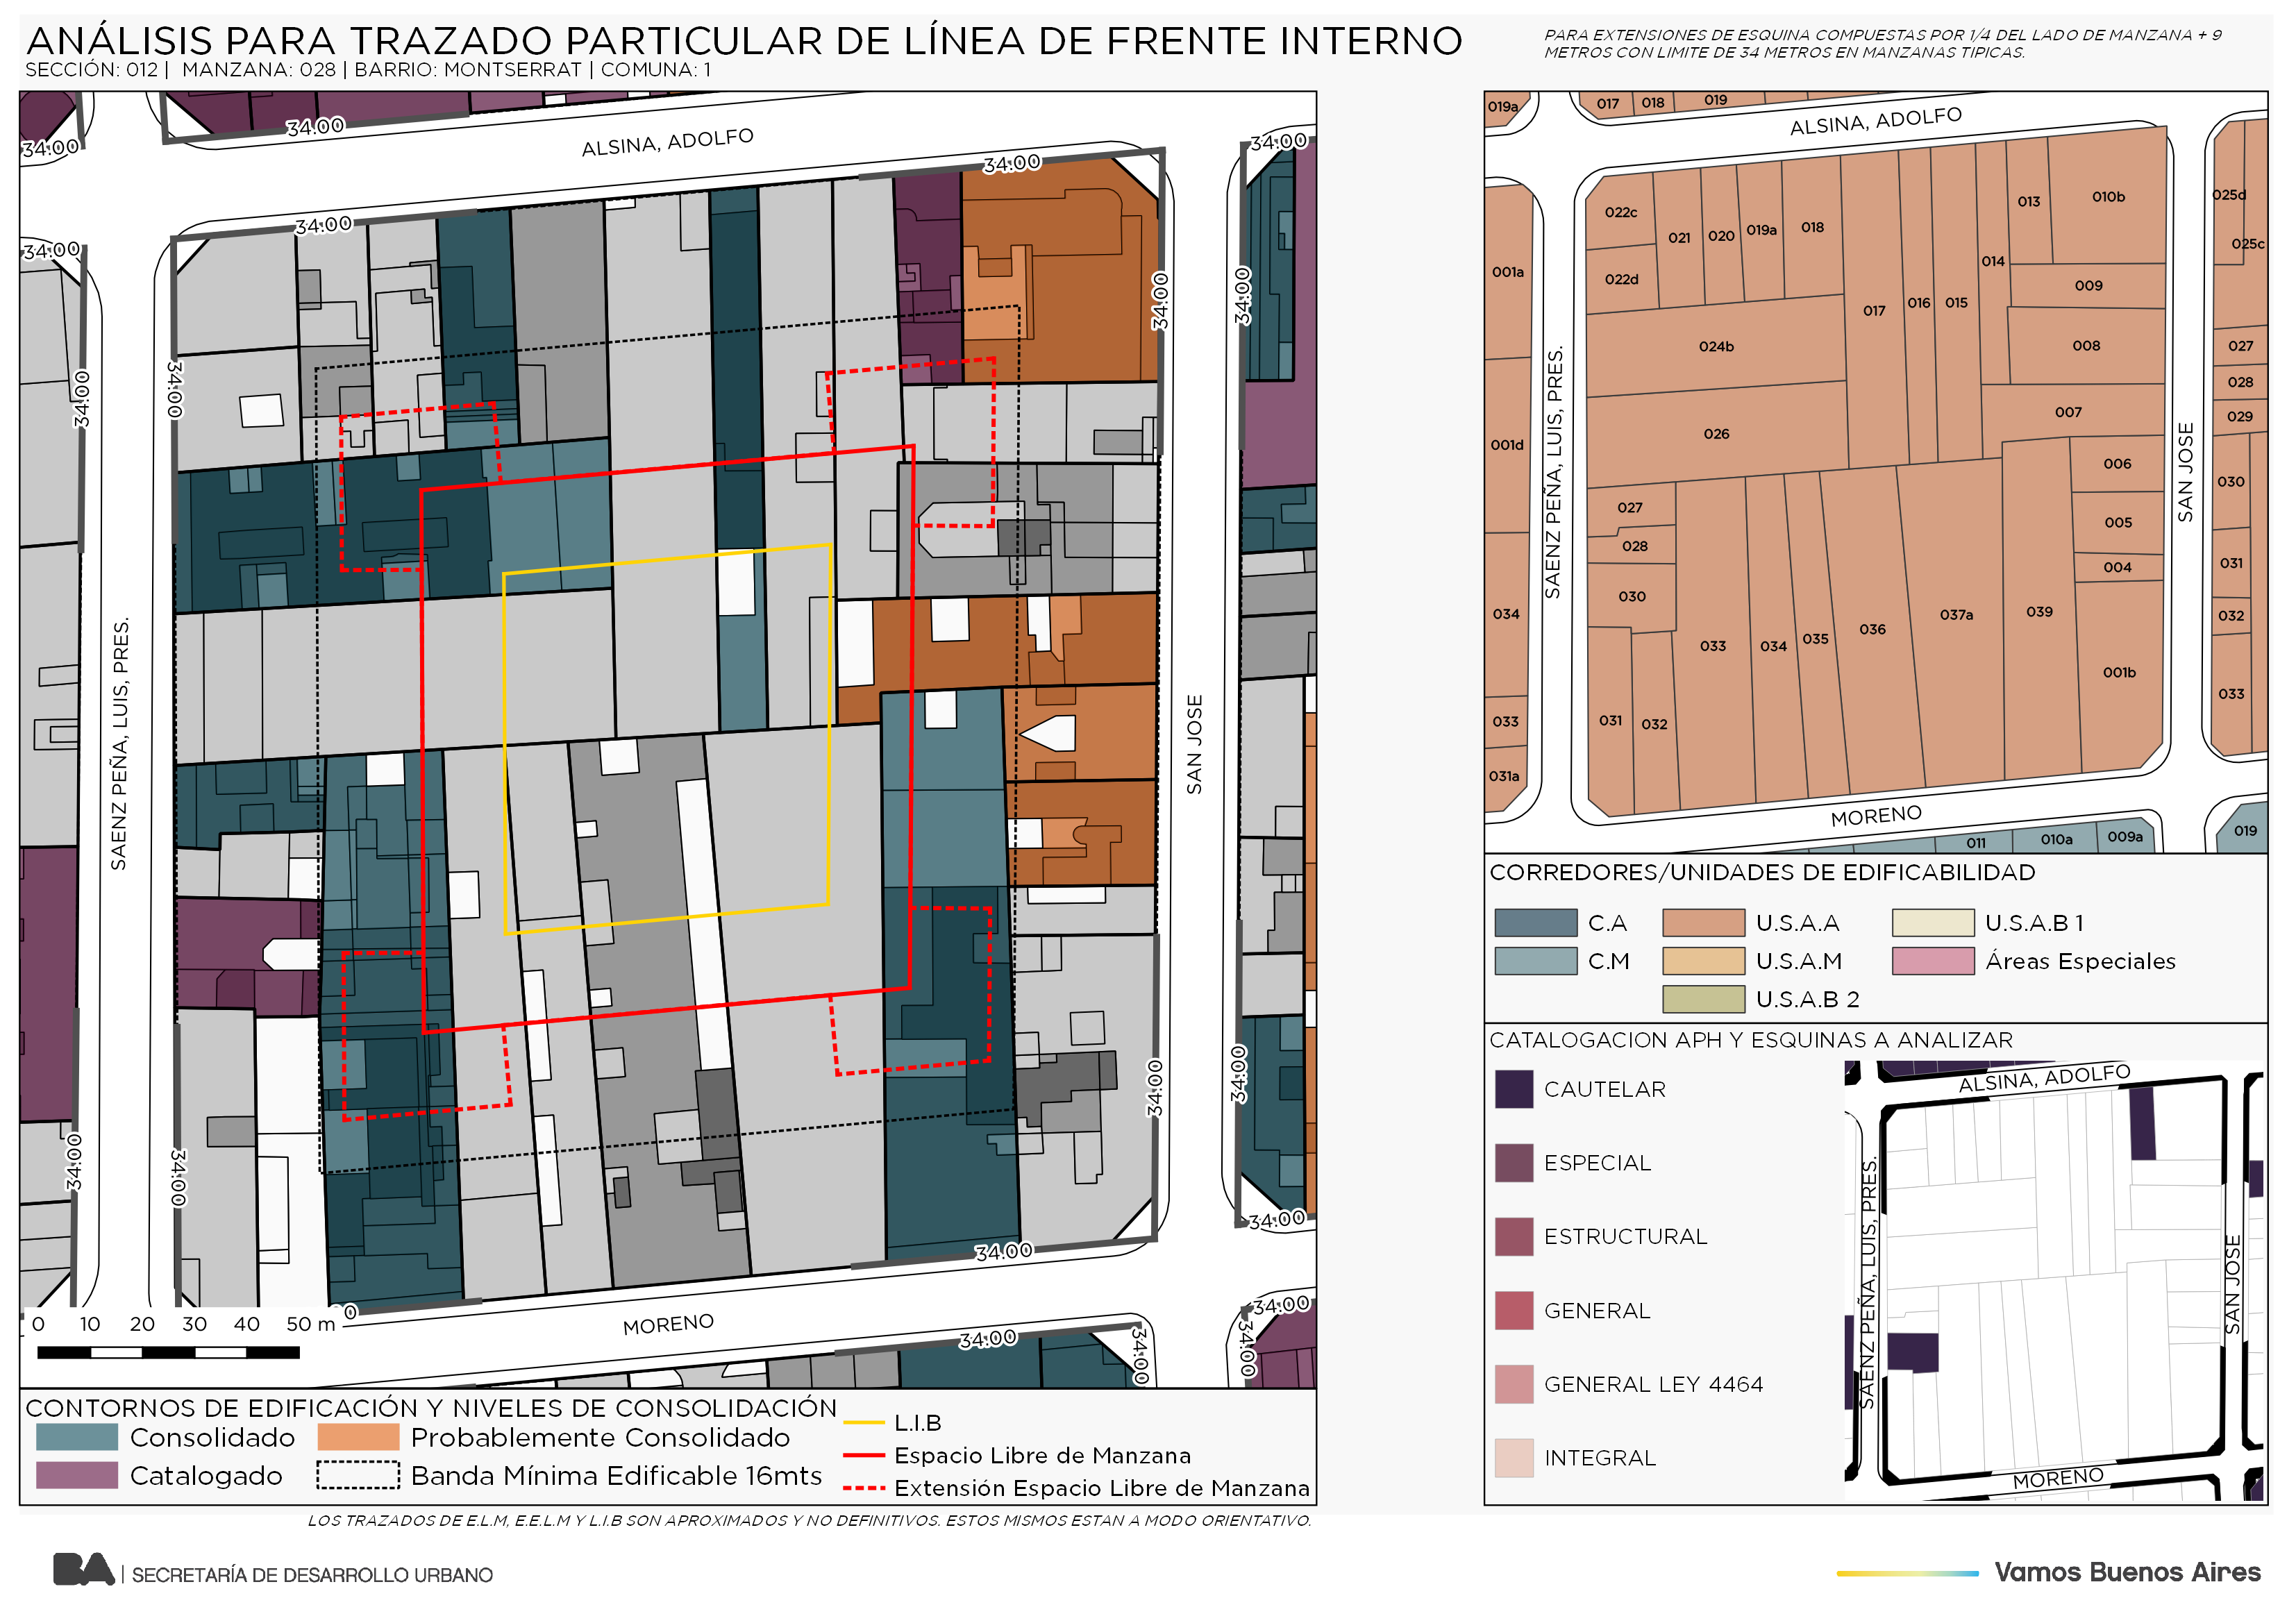 ANÁLISIS PARA TRAZADO PARTICULAR DE LÍNEA DE FRENTE INTERNO
SECCIÓN: 012 | MANZANA: 028 | BARRIO: MONTSERRAT | COMUNA: 1
PARA EXTENSIONES DE ESQUINA COMPUESTAS POR 1/4 DEL LADO DE MANZANA + 9
METROS CON LIMITE DE 34 METROS EN MANZANAS TIPICAS.
34:00
34:00
ALSINA, ADOLFO
34:00
34:00
34:00
34:00
34:00
34:00
34:00
34:00
34:00
SAENZ PEÑA, LUIS, PRES.
SAN JOSE
34:00
34:00
34:00
34:00
34:00
34:00
MORENO
34:00
34:00
34:00
34:00
0 10 20 30 40 50 m
CONTORNOS DE EDIFICACIÓN Y NIVELES DE CONSOLIDACIÓN
Consolidado
Probablemente Consolidado
Catalogado
Banda Mínima Edificable 16mts
L.I.B
Espacio Libre de Manzana
Extensión Espacio Libre de Manzana
LOS TRAZADOS DE E.L.M, E.E.L.M Y L.I.B SON APROXIMADOS Y NO DEFINITIVOS. ESTOS MISMOS ESTAN A MODO ORIENTATIVO.
019a
017 018 019
ALSINA, ADOLFO
022c
021 020 019a 018
013 010b
025d
025c
001a
022d
014
009
017 016 015
024b
008
027
028
029
007
001d
026
006
030
027
028
005
004
031
030
034
033 034 035 036 037a 039
032
001b
033
031 032
033
031a
SAENZ PEÑA, LUIS, PRES.
SAN JOSE
MORENO
011 010a 009a
019
CORREDORES/UNIDADES DE EDIFICABILIDAD
C.A
U.S.A.A
U.S.A.B 1
C.M
U.S.A.M
Áreas Especiales
U.S.A.B 2
CATALOGACION APH Y ESQUINAS A ANALIZAR
CAUTELAR
ESPECIAL
ESTRUCTURAL
GENERAL
GENERAL LEY 4464
INTEGRAL
ALSINA, ADOLFO
SAENZ PEÑA, LUIS, PRES.
SAN JOSE
MORENO
BA | SECRETARÍA DE DESARROLLO URBANO
Vamos Buenos Aires